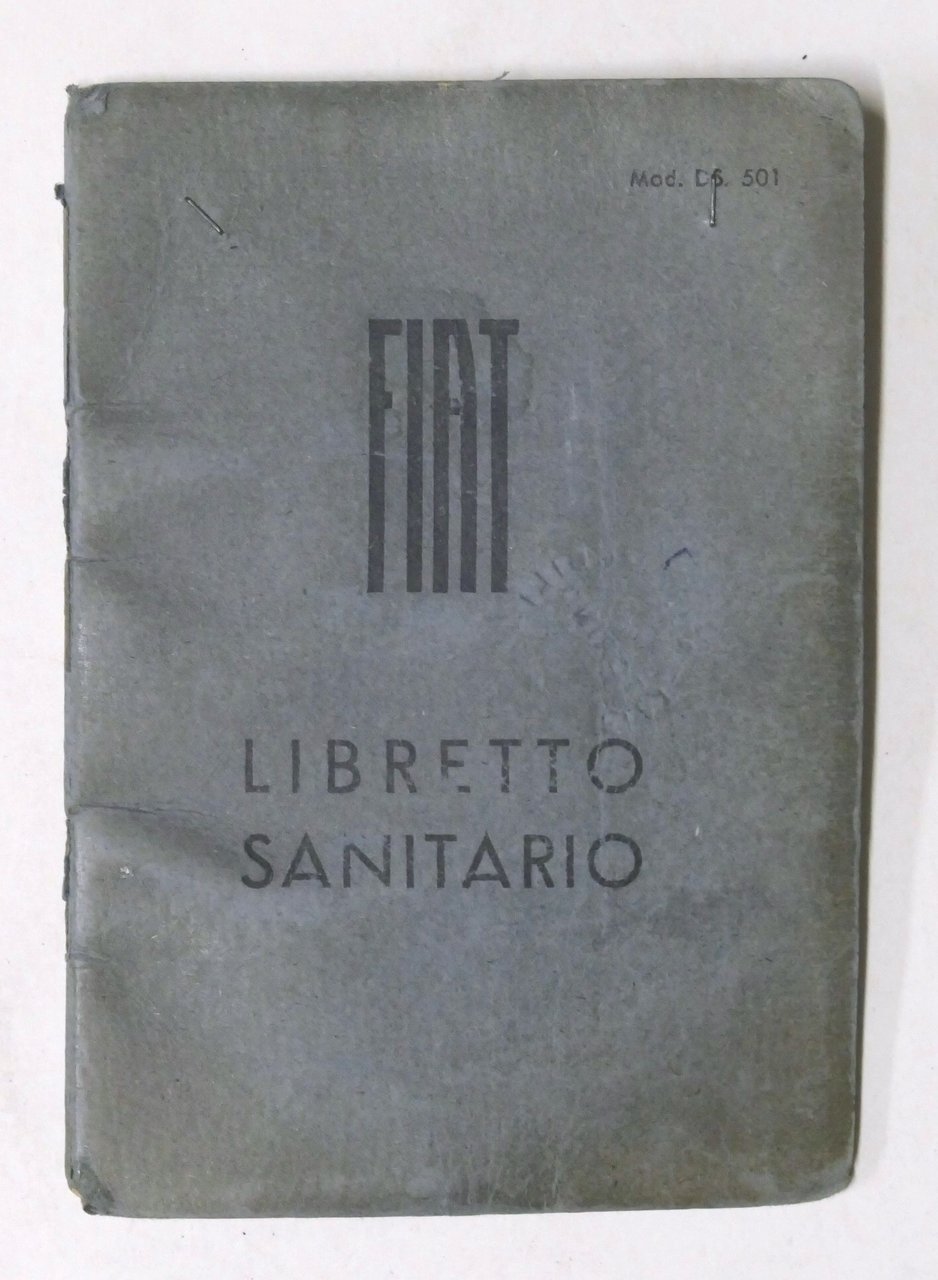 Mod. DS. 501
FIAT
LIBRETTO
SANITARIO